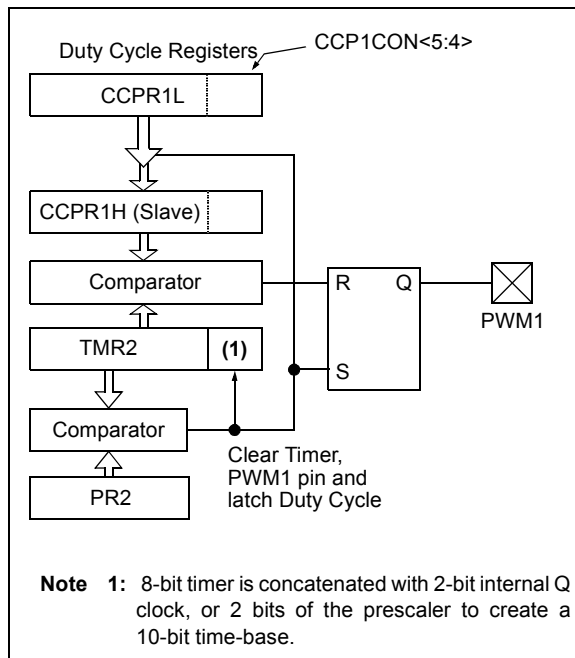 Duty Cycle Registers
CCP1CON<5:4>
CCPR1L
CCPR1H (Slave)
Comparator
R
Q
PWM1
TMR2
(1)
S
Comparator
Clear Timer,
PWM1 pin and
latch Duty Cycle
PR2
Note 1: 8-bit timer is concatenated with 2-bit internal Q
clock, or 2 bits of the prescaler to create a
10-bit time-base.